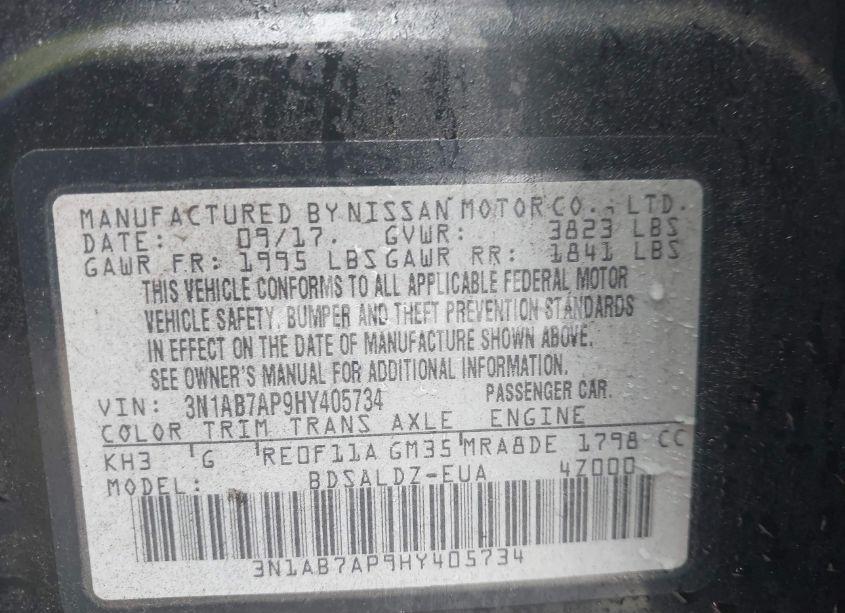 MANUFACTURED BY NISSAN MOTOR CO., LTD.
DATE: 09/17. GVWR: 3823 LBS
GAWR FR: 1995 LBS GAWR RR: 1841 LBS
THIS VEHICLE CONFORMS TO ALL APPLICABLE FEDERAL MOTOR
VEHICLE SAFETY, BUMPER AND THEFT PREVENTION STANDARDS
IN EFFECT ON THE DATE OF MANUFACTURE SHOWN ABOVE.
SEE OWNER'S MANUAL FOR ADDITIONAL INFORMATION.
VIN: 3N1AB7AP9HY405734 PASSENGER CAR.
COLOR TRIM TRANS AXLE ENGINE
KH3 G RE0F11A GM35 MRA8DE 1798 CC
MODEL: BDSALDZ-EUA 4Z000
3N1AB7AP9HY405734